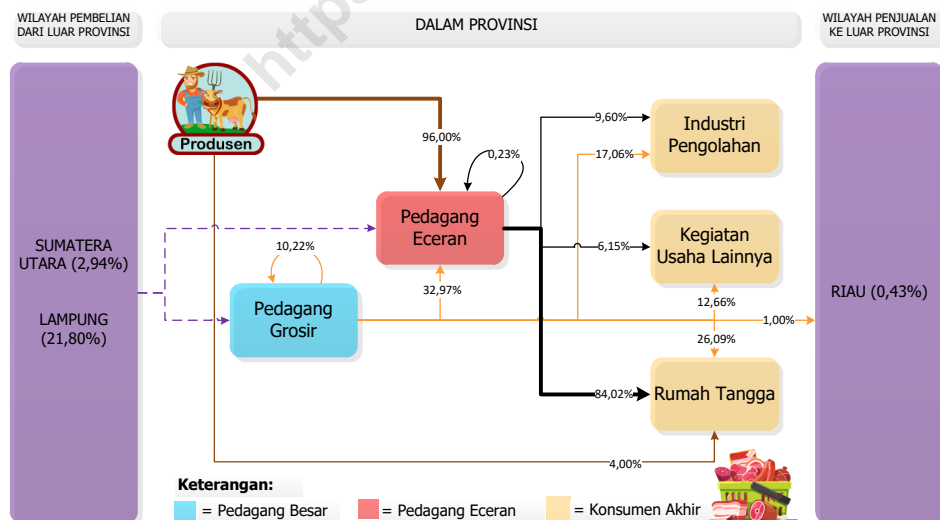 WILAYAH PEMBELIAN
DARI LUAR PROVINSI
DALAM PROVINSI
WILAYAH PENJUALAN
KE LUAR PROVINSI
https
Produsen
96,00%
0,23%
9,60%
17,06%
Industri
Pengolahan
Pedagang
Eceran
SUMATERA
UTARA (2,94%)
LAMPUNG
(21,80%)
10,22%
Pedagang
Grosir
32,97%
6,15%
Kegiatan
Usaha Lainnya
12,66%
1,00%
26,09%
RIAU (0,43%)
84,02%
Rumah Tangga
4,00%
Keterangan:
= Pedagang Besar
= Pedagang Eceran
= Konsumen Akhir